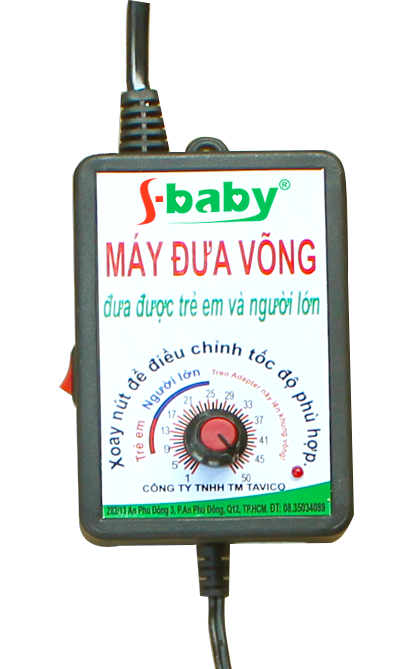 S-baby®
MÁY ĐƯA VÕNG
đưa được trẻ em và người lớn
Xoay nút để điều chỉnh tốc độ phù hợp.
Trẻ em
Người lớn
Treo Adapter này lên khung võng!
1 5 9 13 17 21 25 29 33 37 41 45 50
CÔNG TY TNHH TM TAVICO
282/13 An Phú Đông 3, P.An Phú Đông, Q12, TP.HCM. ĐT: 08.35034089